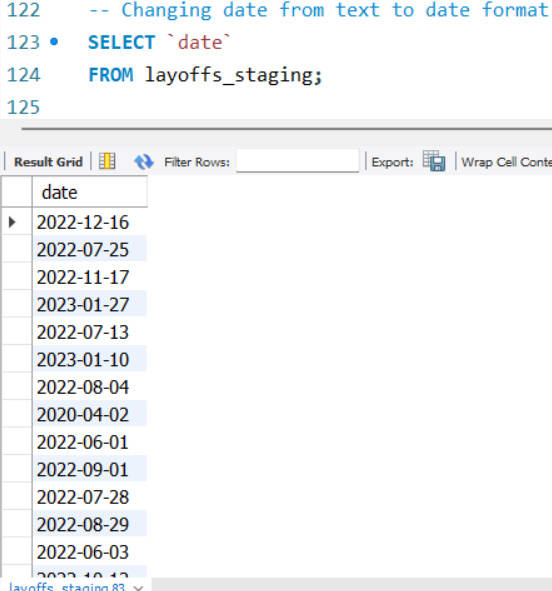 122 -- Changing date from text to date format
123 SELECT `date`
124 FROM layoffs_staging;
125
Result Grid Filter Rows: Export: Wrap Cell Conte
date
2022-12-16
2022-07-25
2022-11-17
2023-01-27
2022-07-13
2023-01-10
2022-08-04
2020-04-02
2022-06-01
2022-09-01
2022-07-28
2022-08-29
2022-06-03
layoffs_staging 83